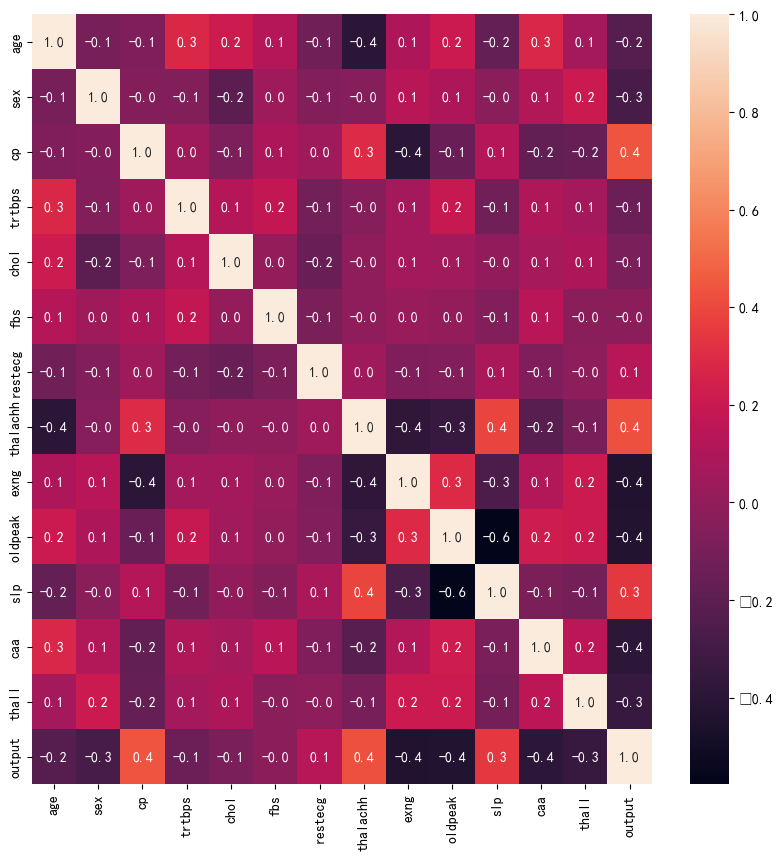 age 1.0 −0.1 −0.1 0.3 0.2 0.1 −0.1 −0.4 0.1 0.2 −0.2 0.3 0.1 −0.2
sex −0.1 1.0 −0.0 −0.1 −0.2 0.0 −0.1 −0.0 0.1 0.1 −0.0 0.1 0.2 −0.3
cp −0.1 −0.0 1.0 0.0 −0.1 0.1 0.0 0.3 −0.4 −0.1 0.1 −0.2 −0.2 0.4
trtbps 0.3 −0.1 0.0 1.0 0.1 0.2 −0.1 −0.0 0.1 0.2 −0.1 0.1 0.1 −0.1
chol 0.2 −0.2 −0.1 0.1 1.0 0.0 −0.2 −0.0 0.1 0.1 −0.0 0.1 0.1 −0.1
fbs 0.1 0.0 0.1 0.2 0.0 1.0 −0.1 −0.0 0.0 0.0 −0.1 0.1 −0.0 −0.0
restecg −0.1 −0.1 0.0 −0.1 −0.2 −0.1 1.0 0.0 −0.1 −0.1 0.1 −0.1 −0.0 0.1
thalachh −0.4 −0.0 0.3 −0.0 −0.0 −0.0 0.0 1.0 −0.4 −0.3 0.4 −0.2 −0.1 0.4
exng 0.1 0.1 −0.4 0.1 0.1 0.0 −0.1 −0.4 1.0 0.3 −0.3 0.1 0.2 −0.4
oldpeak 0.2 0.1 −0.1 0.2 0.1 0.0 −0.1 −0.3 0.3 1.0 −0.6 0.2 0.2 −0.4
slp −0.2 −0.0 0.1 −0.1 −0.0 −0.1 0.1 0.4 −0.3 −0.6 1.0 −0.1 −0.1 0.3
caa 0.3 0.1 −0.2 0.1 0.1 0.1 −0.1 −0.2 0.1 0.2 −0.1 1.0 0.2 −0.4
thall 0.1 0.2 −0.2 0.1 0.1 −0.0 −0.0 −0.1 0.2 0.2 −0.1 0.2 1.0 −0.3
output −0.2 −0.3 0.4 −0.1 −0.1 −0.0 0.1 0.4 −0.4 −0.4 0.3 −0.4 −0.3 1.0
age sex cp trtbps chol fbs restecg thalachh exng oldpeak slp caa thall output
1.0
0.8
0.6
0.4
0.2
0.0
□0.2
□0.4